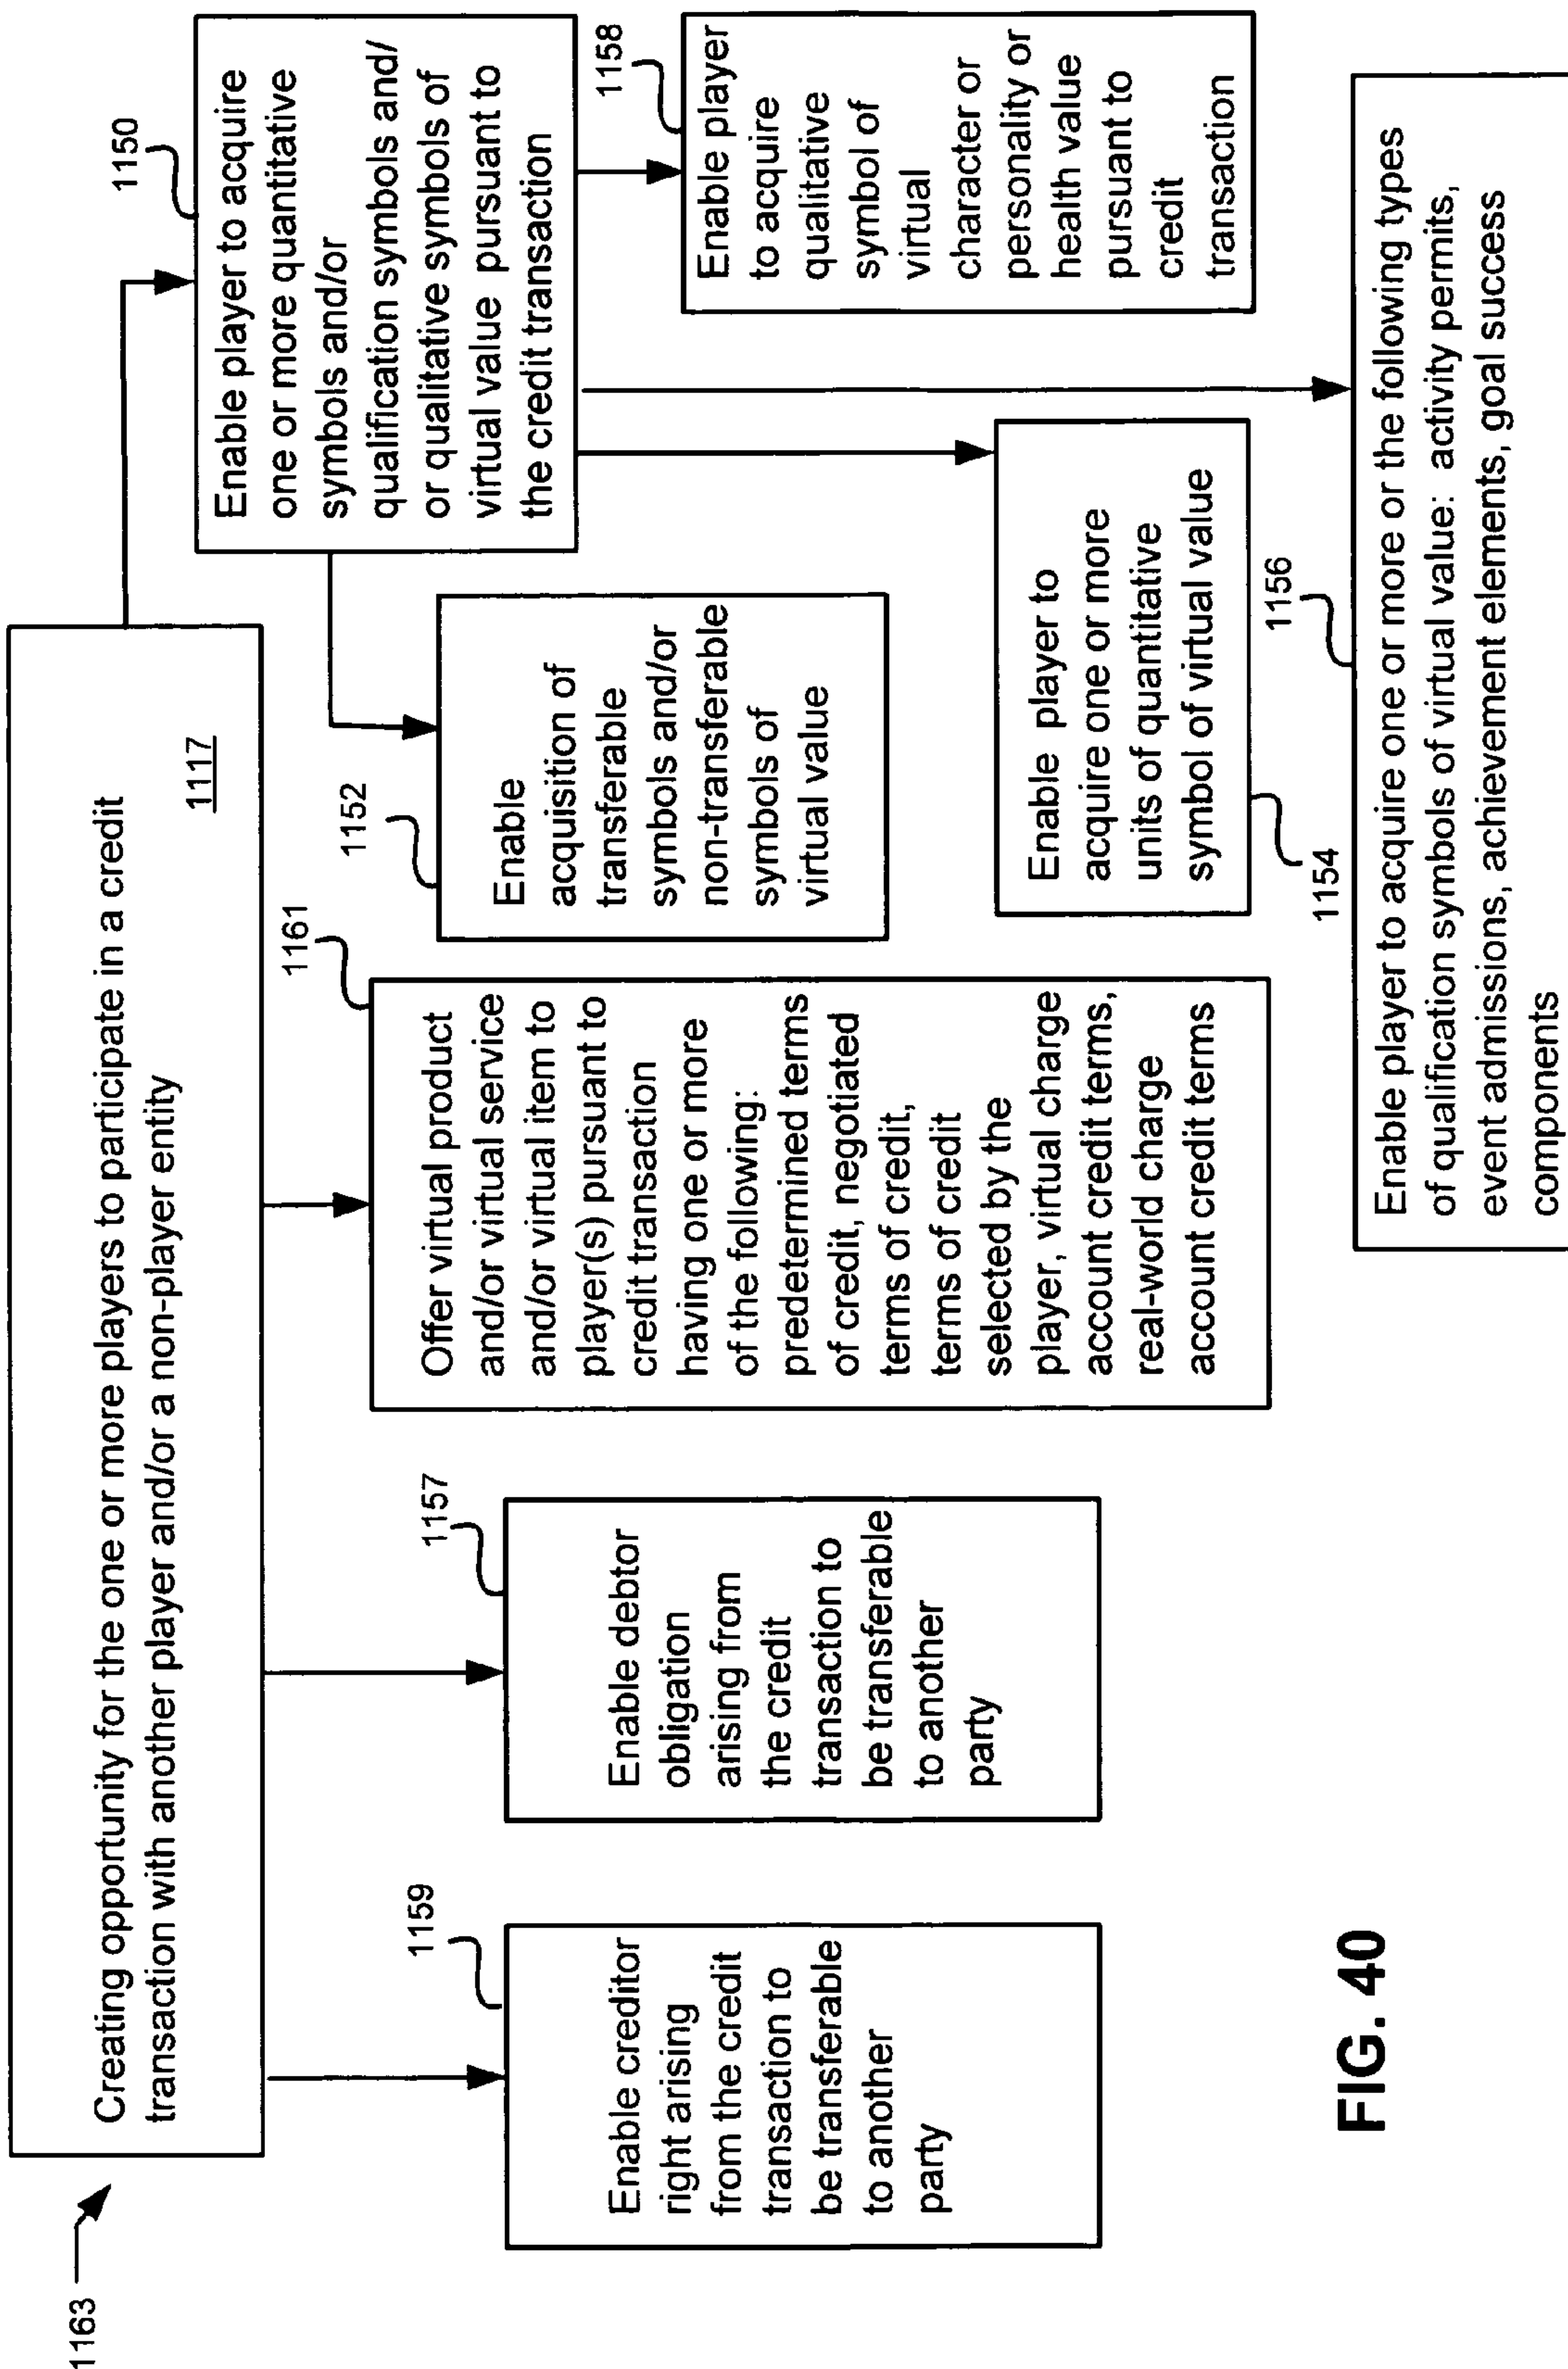 1163
Creating opportunity for the one or more players to participate in a credit
transaction with another player and/or a non-player entity
1117
1159
Enable creditor
right arising
from the credit
transaction to
be transferable
to another
party
1157
Enable debtor
obligation
arising from
the credit
transaction to
be transferable
to another
party
1161
Offer virtual product
and/or virtual service
and/or virtual item to
player(s) pursuant to
credit transaction
having one or more
of the following:
predetermined terms
of credit, negotiated
terms of credit,
terms of credit
selected by the
player, virtual charge
account credit terms,
real-world charge
account credit terms
1150
Enable player to acquire
one or more quantitative
symbols and/or
qualification symbols and/
or qualitative symbols of
virtual value pursuant to
the credit transaction
1152
Enable
acquisition of
transferable
symbols and/or
non-transferable
symbols of
virtual value
1158
Enable player
to acquire
qualitative
symbol of
virtual
character or
personality or
health value
pursuant to
credit
transaction
Enable player to
acquire one or more
units of quantitative
symbol of virtual value
1154
1156
Enable player to acquire one or more or the following types
of qualification symbols of virtual value: activity permits,
event admissions, achievement elements, goal success
components
FIG. 40